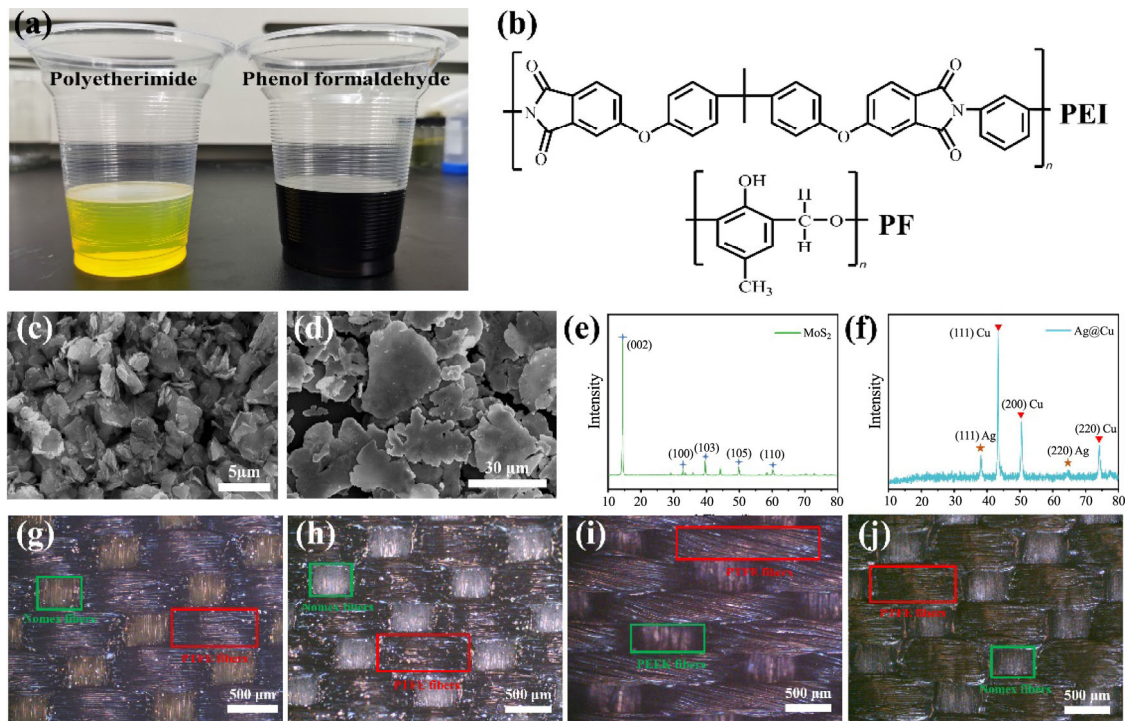 (a)
Polyetherimide
Phenol formaldehyde
(b)
O
O
N
N
O
O
O
O
n
PEI
OH
H
C
O
H
CH₃
n
PF
(c)
5μm
(d)
30 μm
(e)
MoS₂
(002)
(100)
(103)
(105)
(110)
Intensity
10 20 30 40 50 60 70 80
(f)
Ag@Cu
(111) Cu
(200) Cu
(220) Cu
(111) Ag
(220) Ag
Intensity
10 20 30 40 50 60 70 80
(g)
Nomex fibers
PTFE fibers
500 μm
(h)
Nomex fibers
PTFE fibers
500 μm
(i)
PTFE fibers
PEEK fibers
500 μm
(j)
PTFE fibers
Nomex fibers
500 μm